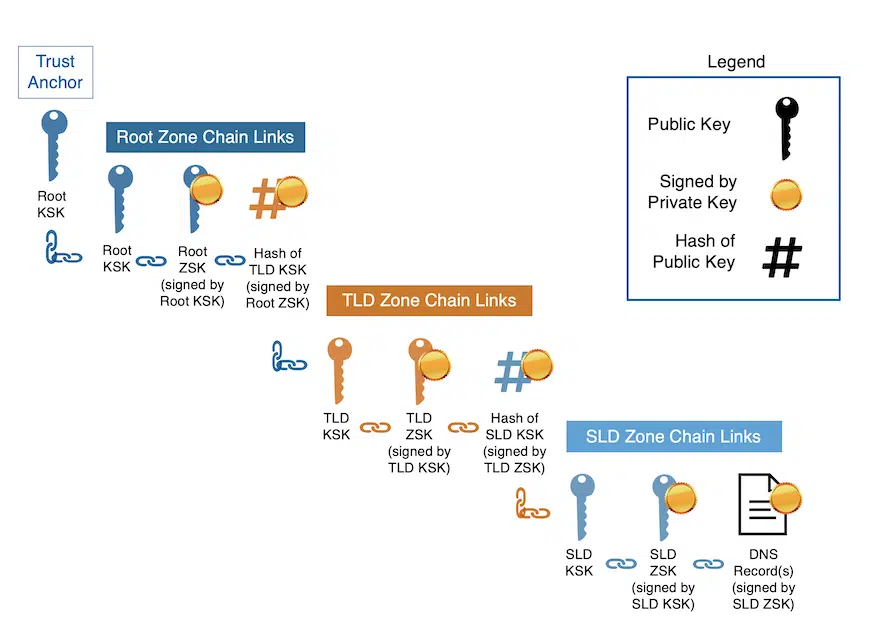 Trust
Anchor
Root
KSK
Root Zone Chain Links
Root
KSK
Root
ZSK
(signed by
Root KSK)
Hash of
TLD KSK
(signed by
Root ZSK)
TLD Zone Chain Links
TLD
KSK
TLD
ZSK
(signed by
TLD KSK)
Hash of
SLD KSK
(signed by
TLD ZSK)
SLD Zone Chain Links
SLD
KSK
SLD
ZSK
(signed by
SLD KSK)
DNS
Record(s)
(signed by
SLD ZSK)
Legend
Public Key
Signed by
Private Key
Hash of
Public Key